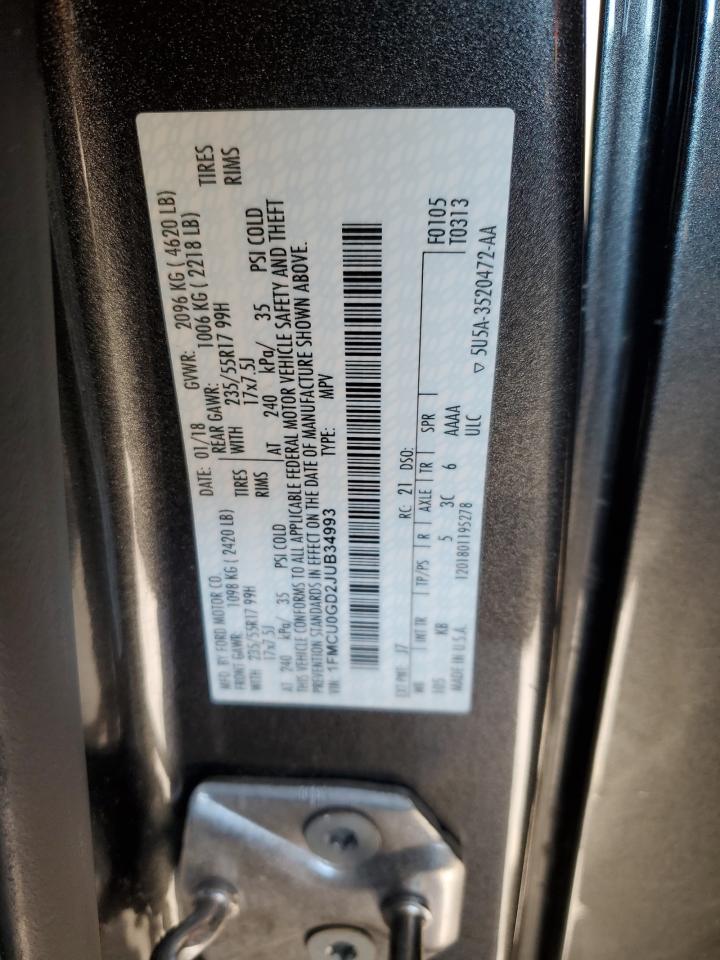 MFD BY FORD MOTOR CO.
DATE: 01/18 GVWR: 2096 KG ( 4620 LB)
FRONT GAWR: 1098 KG ( 2420 LB) REAR GAWR: 1006 KG ( 2218 LB)
WITH 235/55R17 99H TIRES WITH 235/55R17 99H TIRES
17x7.5J RIMS 17x7.5J RIMS
AT 240 kPa/ 35 PSI COLD AT 240 kPa/ 35 PSI COLD
THIS VEHICLE CONFORMS TO ALL APPLICABLE FEDERAL MOTOR VEHICLE SAFETY AND THEFT
PREVENTION STANDARDS IN EFFECT ON THE DATE OF MANUFACTURE SHOWN ABOVE.
VIN: 1FMCU0GD2JUB34993 TYPE: MPV
F0105
EXT PNT: J7 RC: 21 DSO: T0313
WB INT TR TP/PS R AXLE TR SPR
105 KB 5 3C 6 AAAA
MADE IN U.S.A. 1201801195278 ULC
▽ 5U5A-3520472-AA